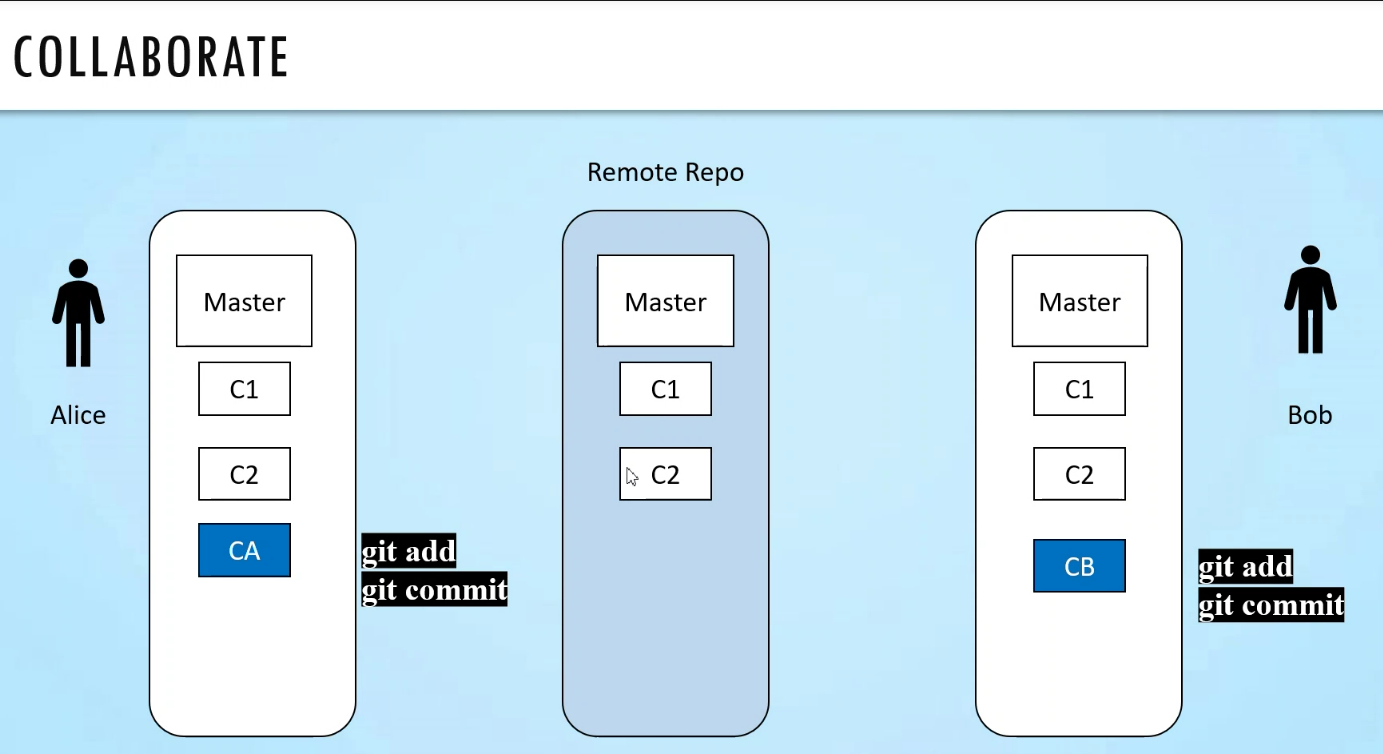 COLLABORATE
Remote Repo
Master
C1
C2
CA
git add
git commit
Alice
Master
C1
C2
Master
C1
C2
CB
git add
git commit
Bob